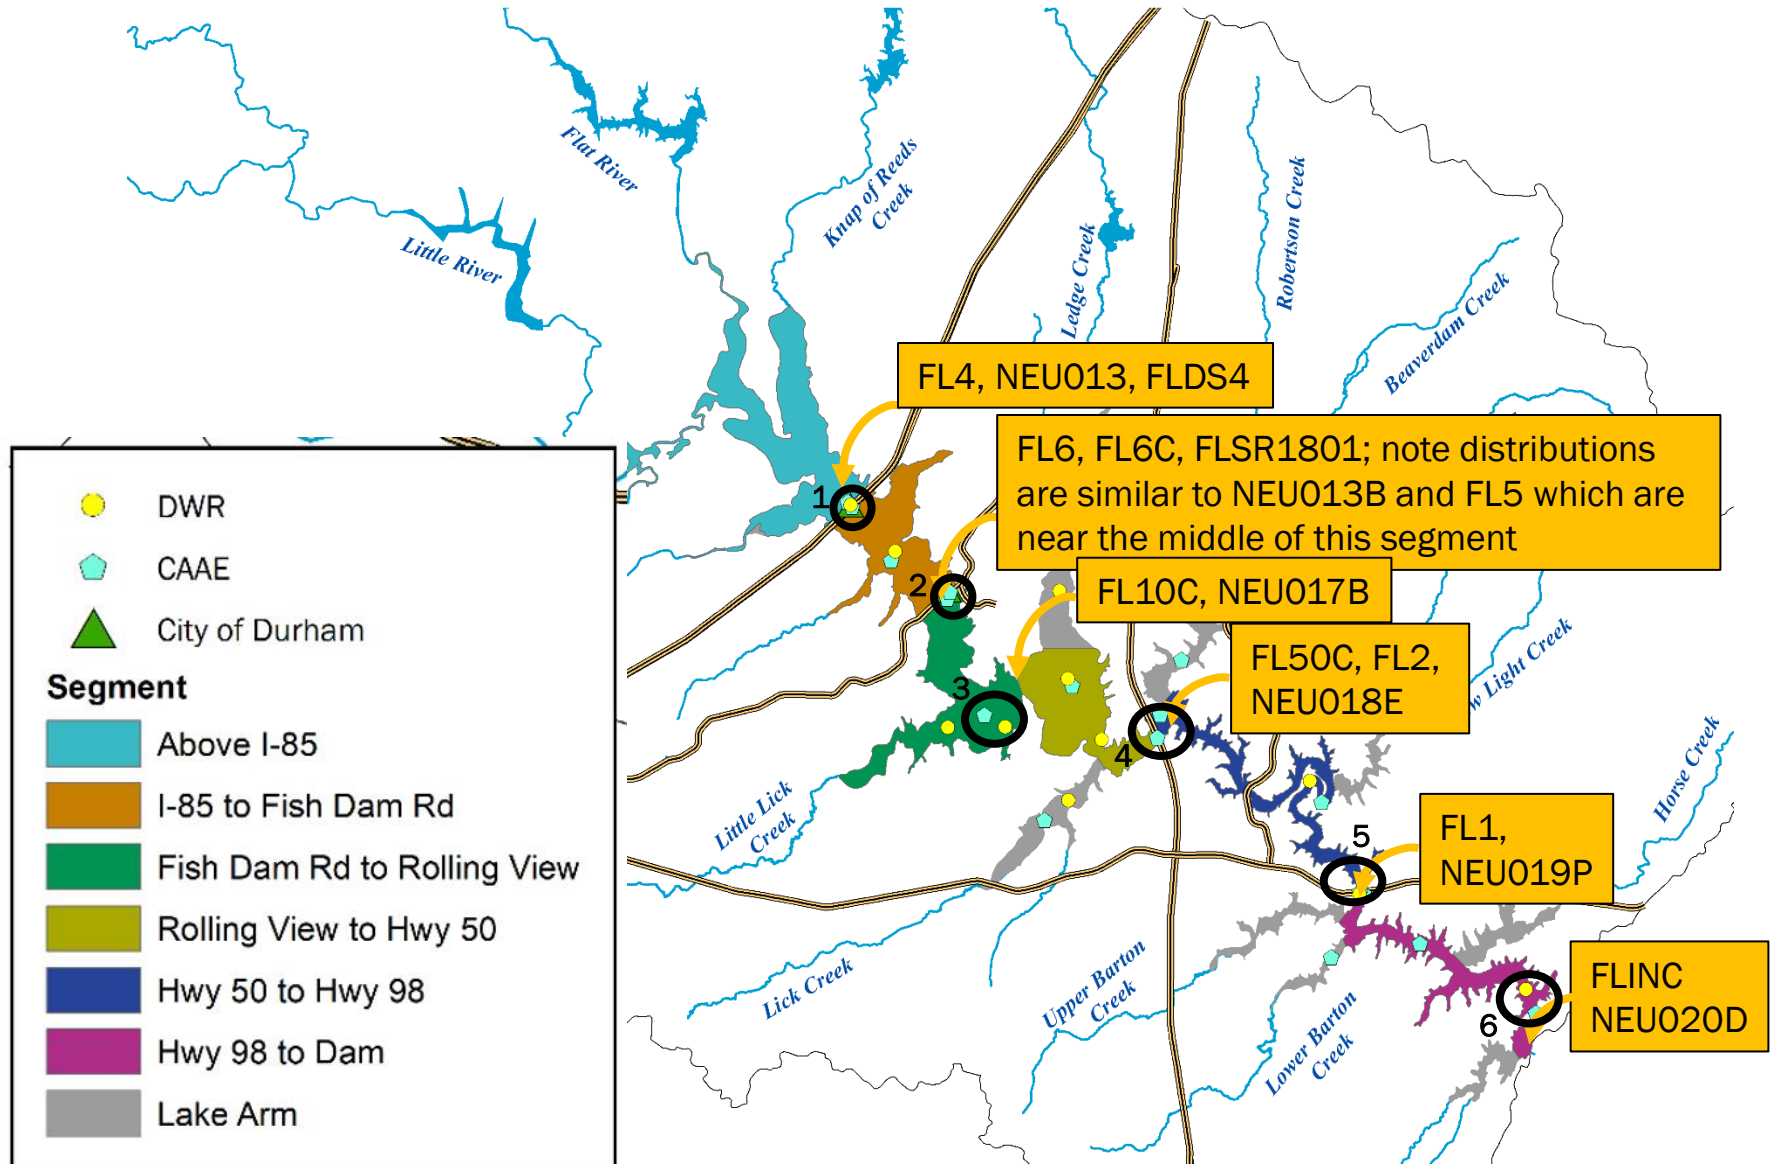 Flat River
Knap of Reeds
Creek
Little River
Ledge Creek
Robertson Creek
Beaverdam Creek
FL4, NEU013, FLDS4
FL6, FL6C, FLSR1801; note distributions
are similar to NEU013B and FL5 which are
near the middle of this segment
FL10C, NEU017B
FL50C, FL2,
NEU018E
w Light Creek
Horse Creek
1
2
3
4
5
6
FL1,
NEU019P
FLINC
NEU020D
Little Lick
Creek
Lick Creek
Upper Barton
Creek
Lower Barton
Creek
DWR
CAAE
City of Durham
Segment
Above I-85
I-85 to Fish Dam Rd
Fish Dam Rd to Rolling View
Rolling View to Hwy 50
Hwy 50 to Hwy 98
Hwy 98 to Dam
Lake Arm